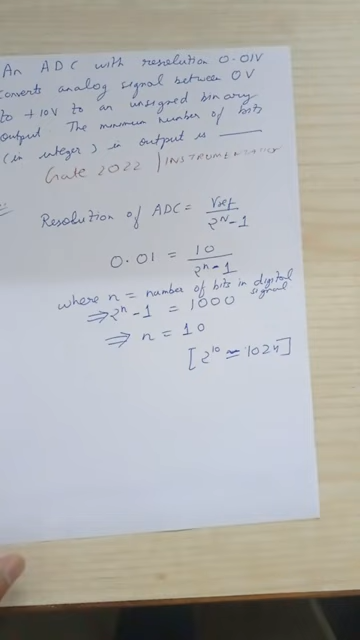 An ADC with resolution 0.01V
converts analog signal between 0V
to +10V to an unsigned binary
output. The minimum number of bits
(in integer) in output is ____
Gate 2022 | INSTRUMENTATION
Resolution of ADC = Vref / 2^N - 1
0.01 = 10 / 2^n - 1
where n = number of bits in digital signal
⇒ 2^n - 1 = 1000
⇒ n = 10
[2^10 ≃ 1024]